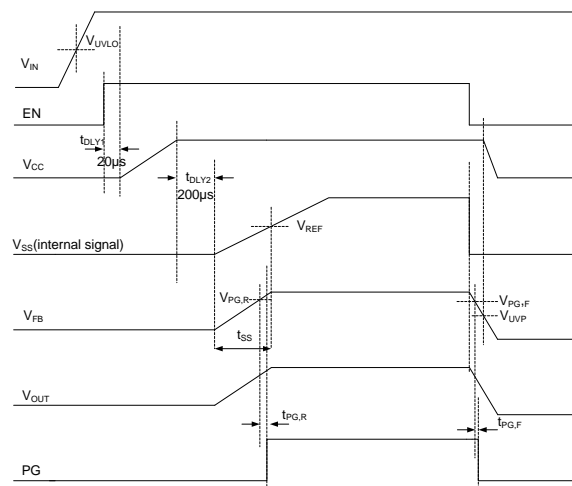 VUVLO
VIN
EN
tDLY1
20µs
VCC
tDLY2
200µs
VREF
VSS(internal signal)
VPG,R
VPG,F
VUVP
VFB
tSS
VOUT
tPG,R
tPG,F
PG